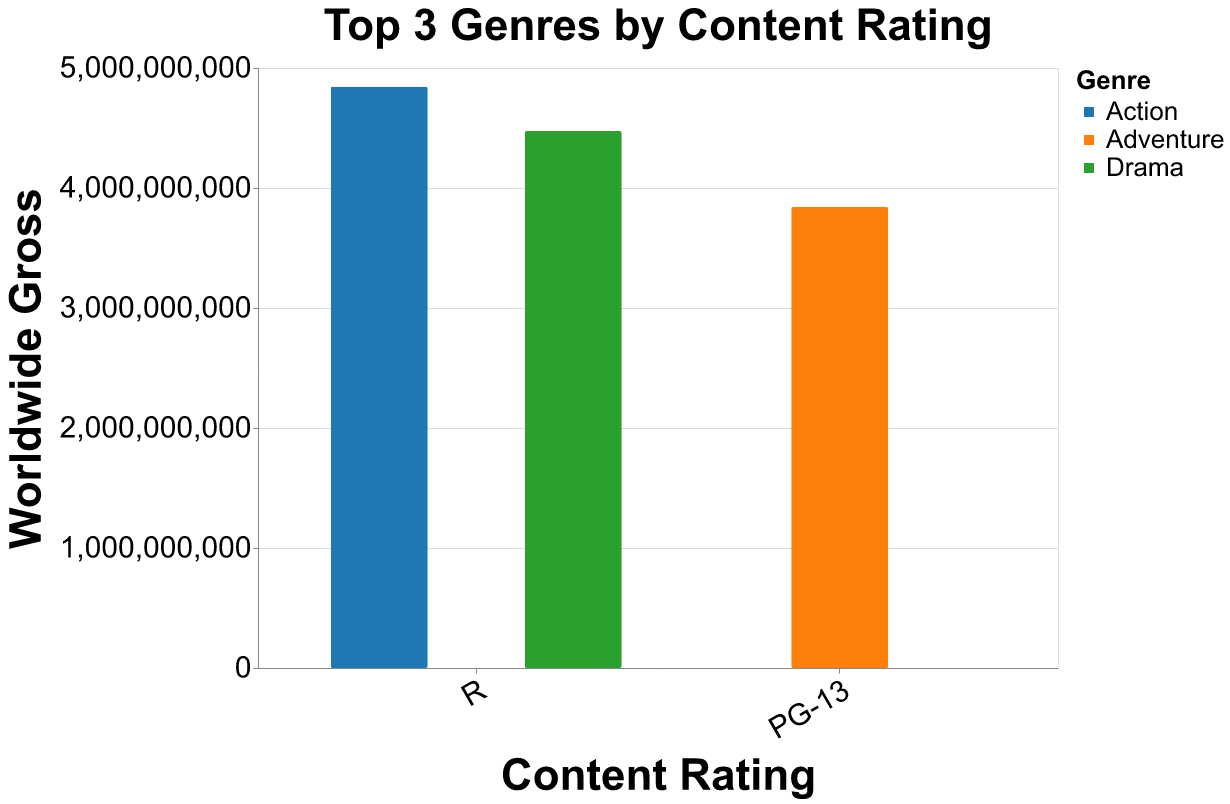 Top 3 Genres by Content Rating
Worldwide Gross
5,000,000,000
4,000,000,000
3,000,000,000
2,000,000,000
1,000,000,000
0
R
PG-13
Content Rating
Genre
Action
Adventure
Drama